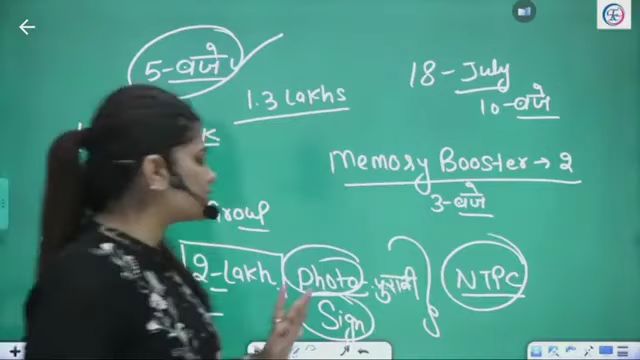 5-बजे
18 - July
10-बजे
1.3 Lakhs
K
Memory Booster → 2
3-बजे
Group
2-Lakh. Photo पुरानी NTPC
Sign